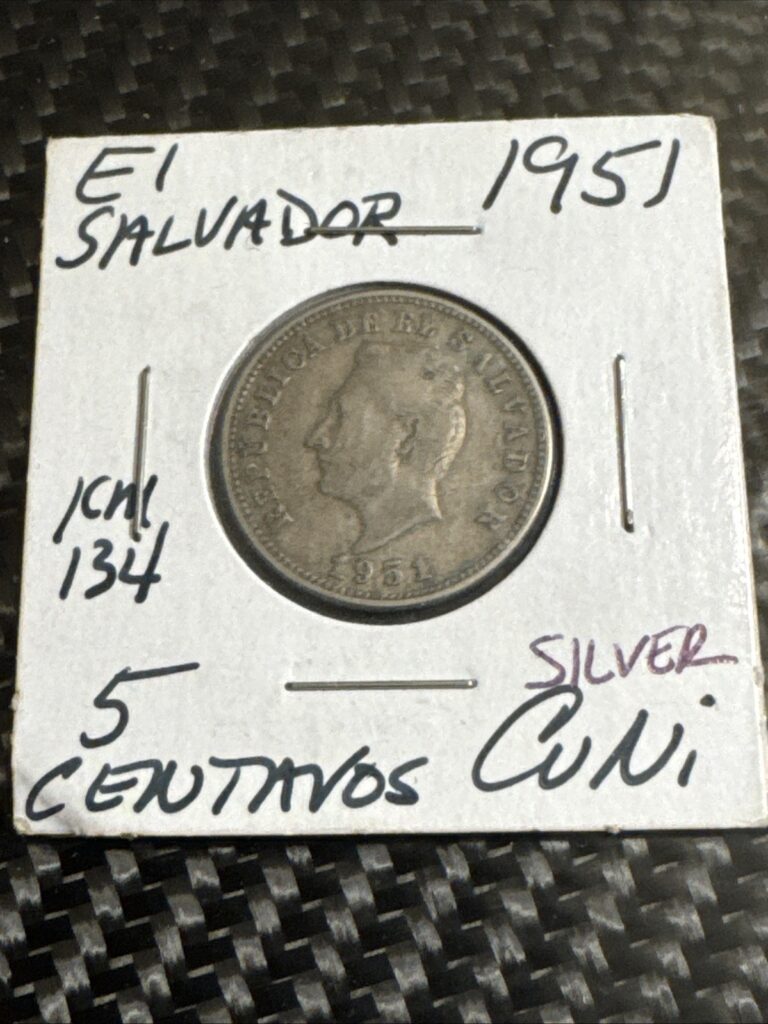 El 1951
SALVADOR
REPUBLICA DE EL SALVADOR
1951
KM
134
SILVER
5 CuNi
CENTAVOS